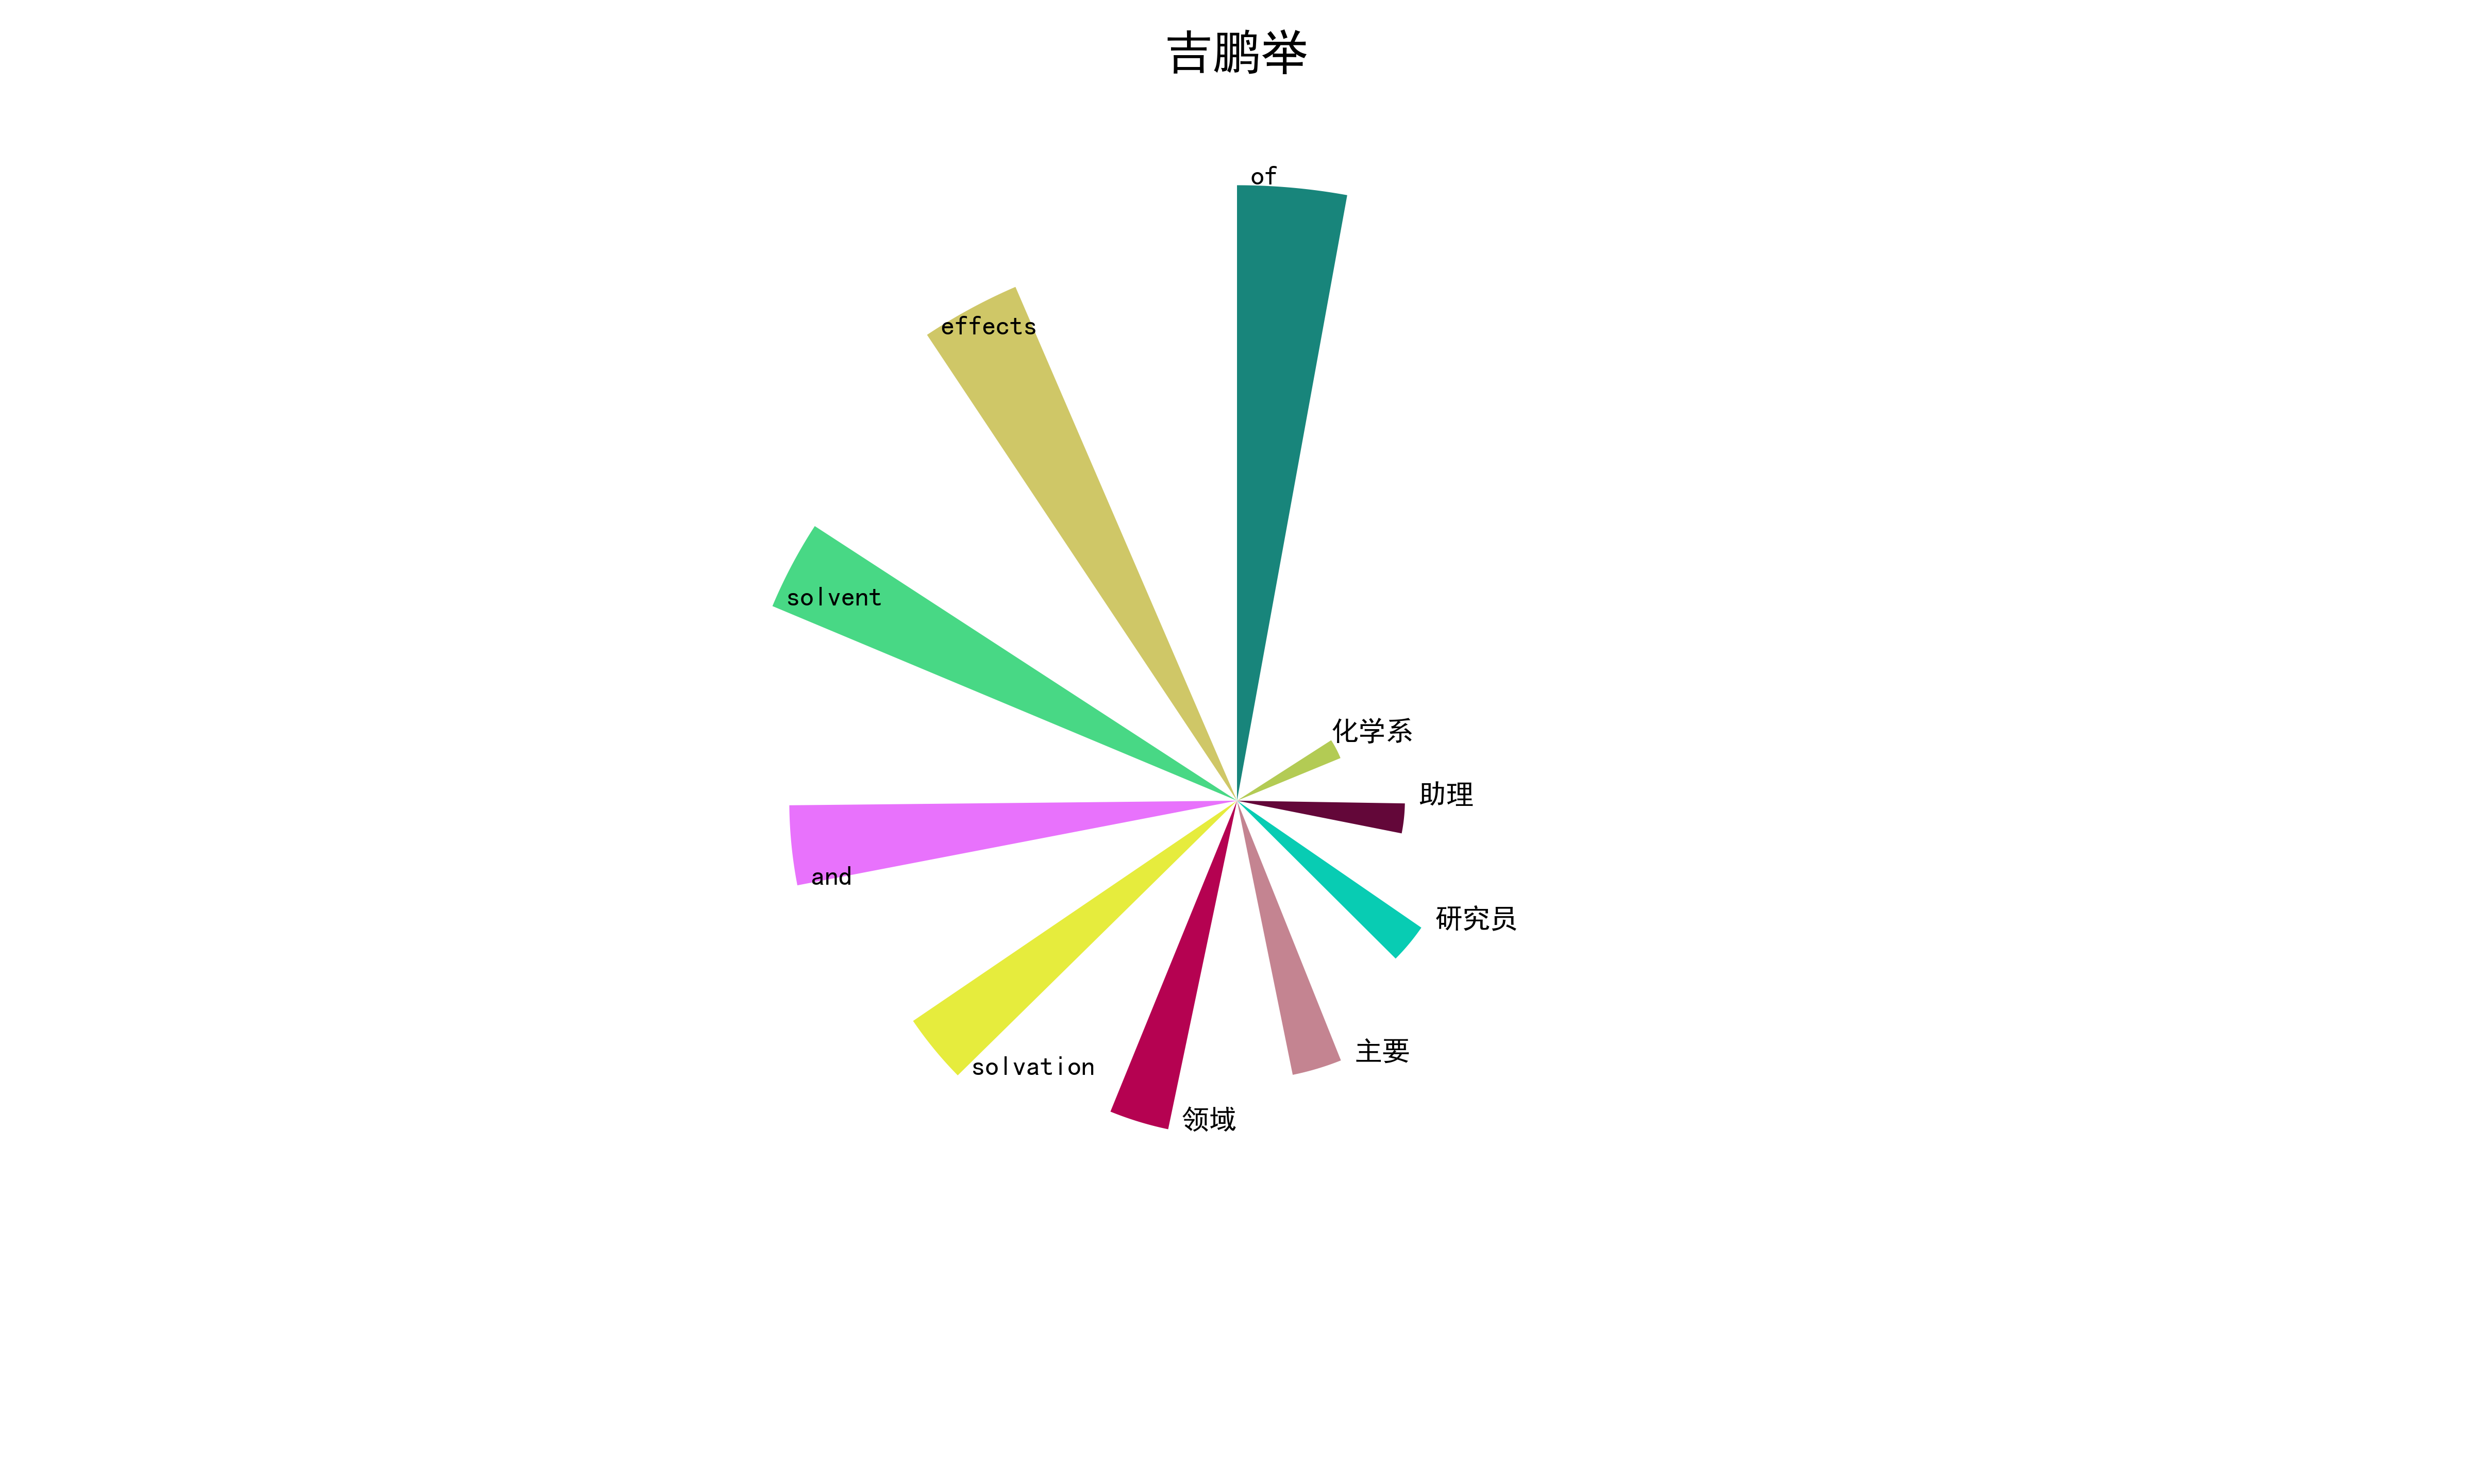 吉鹏举
of
effects
solvent
化学系
助理
and
研究员
主要
solvation
领域